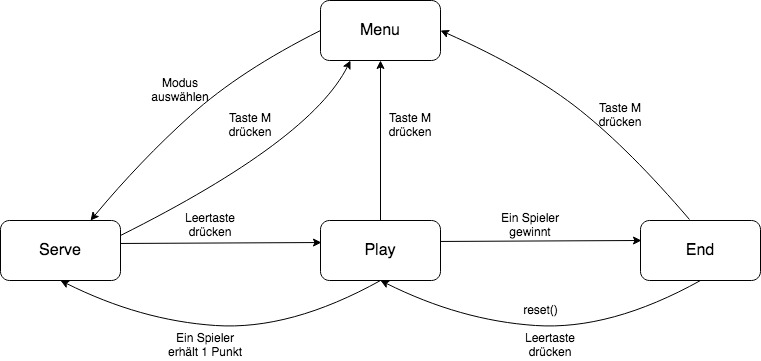 Menu
Modus
auswählen
Taste M
drücken
Taste M
drücken
Taste M
drücken
Leertaste
drücken
Ein Spieler
gewinnt
Serve
Play
End
reset()
Ein Spieler
erhält 1 Punkt
Leertaste
drücken